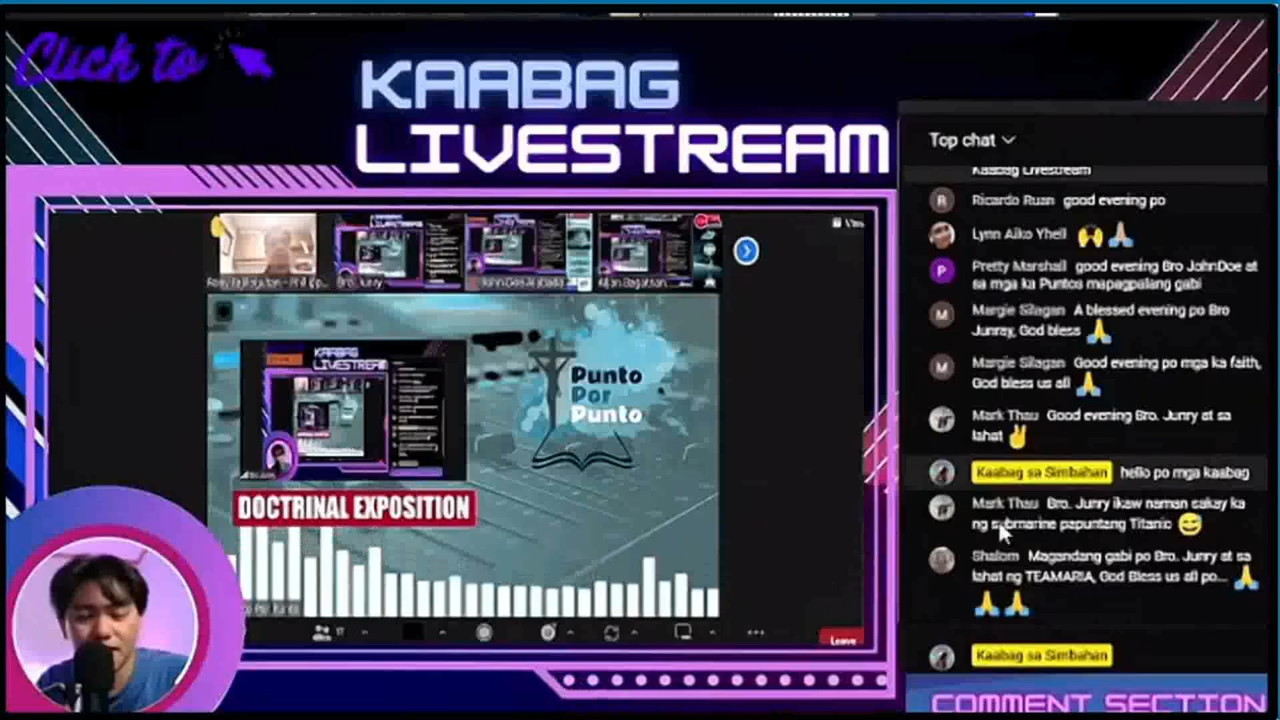 Click to
KAABAG
LIVESTREAM
Top chat
Kaabag Livestream
Ricardo Ruan good evening po
Lynn Aiko Yhell
Pretty Marshall good evening Bro JohnDoe at
sa mga ka Puntos mapagpalang gabi
Margie Silagan A blessed evening po Bro
Junray, God bless
Margie Silagan Good evening po mga ka faith,
God bless us all
Mark Thau Good evening Bro. Junry at sa
lahat
Kaabag sa Simbahan hello po mga kaabag
Mark Thau Bro. Junry ikaw naman sakay ka
ng submarine papuntang Titanic
Shalom Magandang gabi po Bro. Junry at sa
lahat ng TEAMARIA, God Bless us all po...
Kaabag sa Simbahan
COMMENT SECTION
Bro. Junry
KAABAG
LIVESTREAM
Punto
Por
Punto
DOCTRINAL EXPOSITION
17
Leave